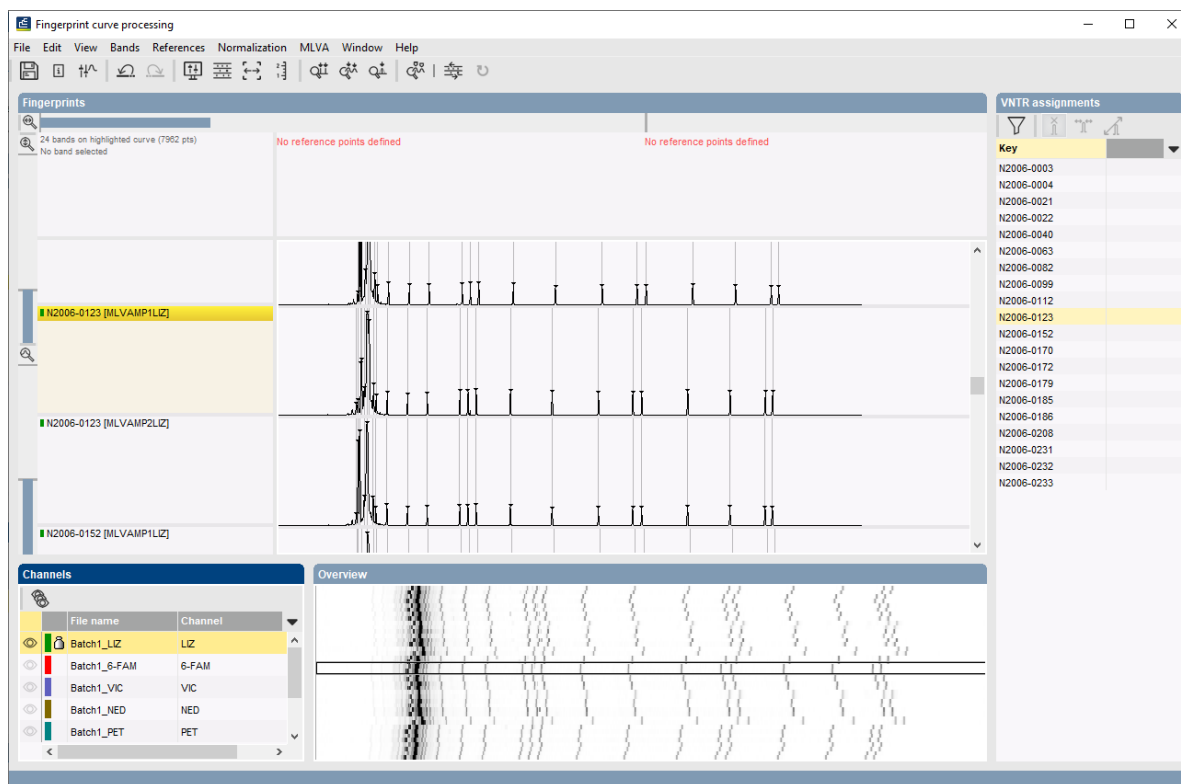 Fingerprint curve processing
File Edit View Bands References Normalization MLVA Window Help
Fingerprints
24 bands on highlighted curve (7962 pts)
No band selected
No reference points defined
No reference points defined
N2006-0123 [MLVAMP1LIZ]
N2006-0123 [MLVAMP2LIZ]
N2006-0152 [MLVAMP1LIZ]
VNTR assignments
Key
N2006-0003
N2006-0004
N2006-0021
N2006-0022
N2006-0040
N2006-0063
N2006-0082
N2006-0099
N2006-0112
N2006-0123
N2006-0152
N2006-0170
N2006-0172
N2006-0179
N2006-0185
N2006-0186
N2006-0208
N2006-0231
N2006-0232
N2006-0233
Channels
File name Channel
Batch1_LIZ LIZ
Batch1_6-FAM 6-FAM
Batch1_VIC VIC
Batch1_NED NED
Batch1_PET PET
Overview